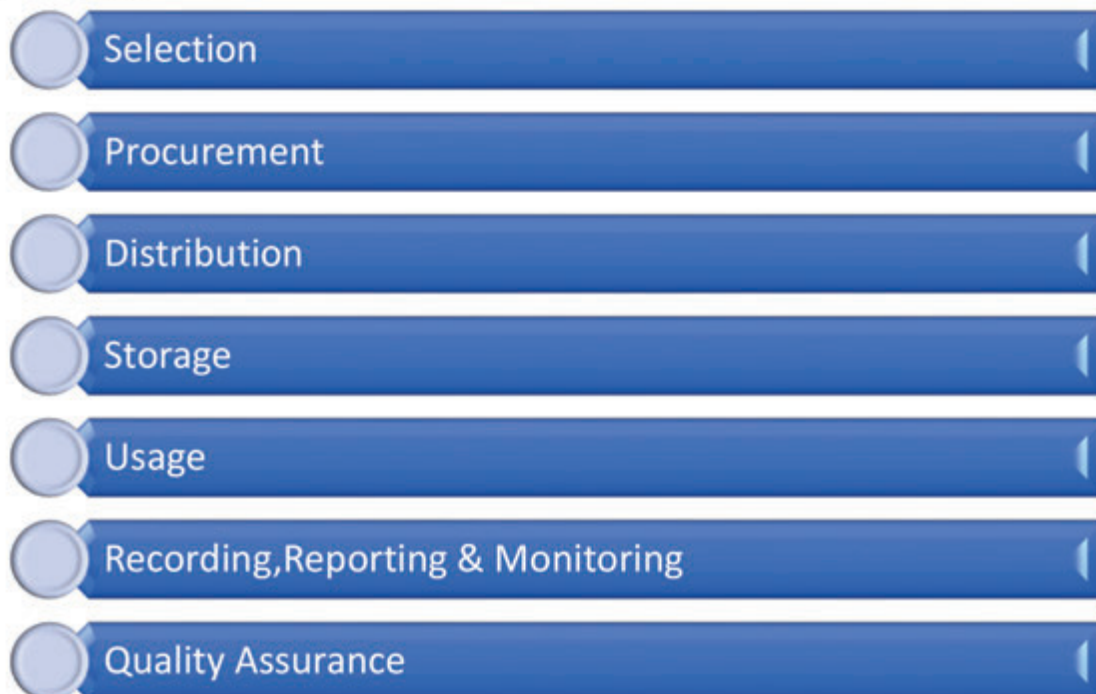 Selection
Procurement
Distribution
Storage
Usage
Recording,Reporting & Monitoring
Quality Assurance